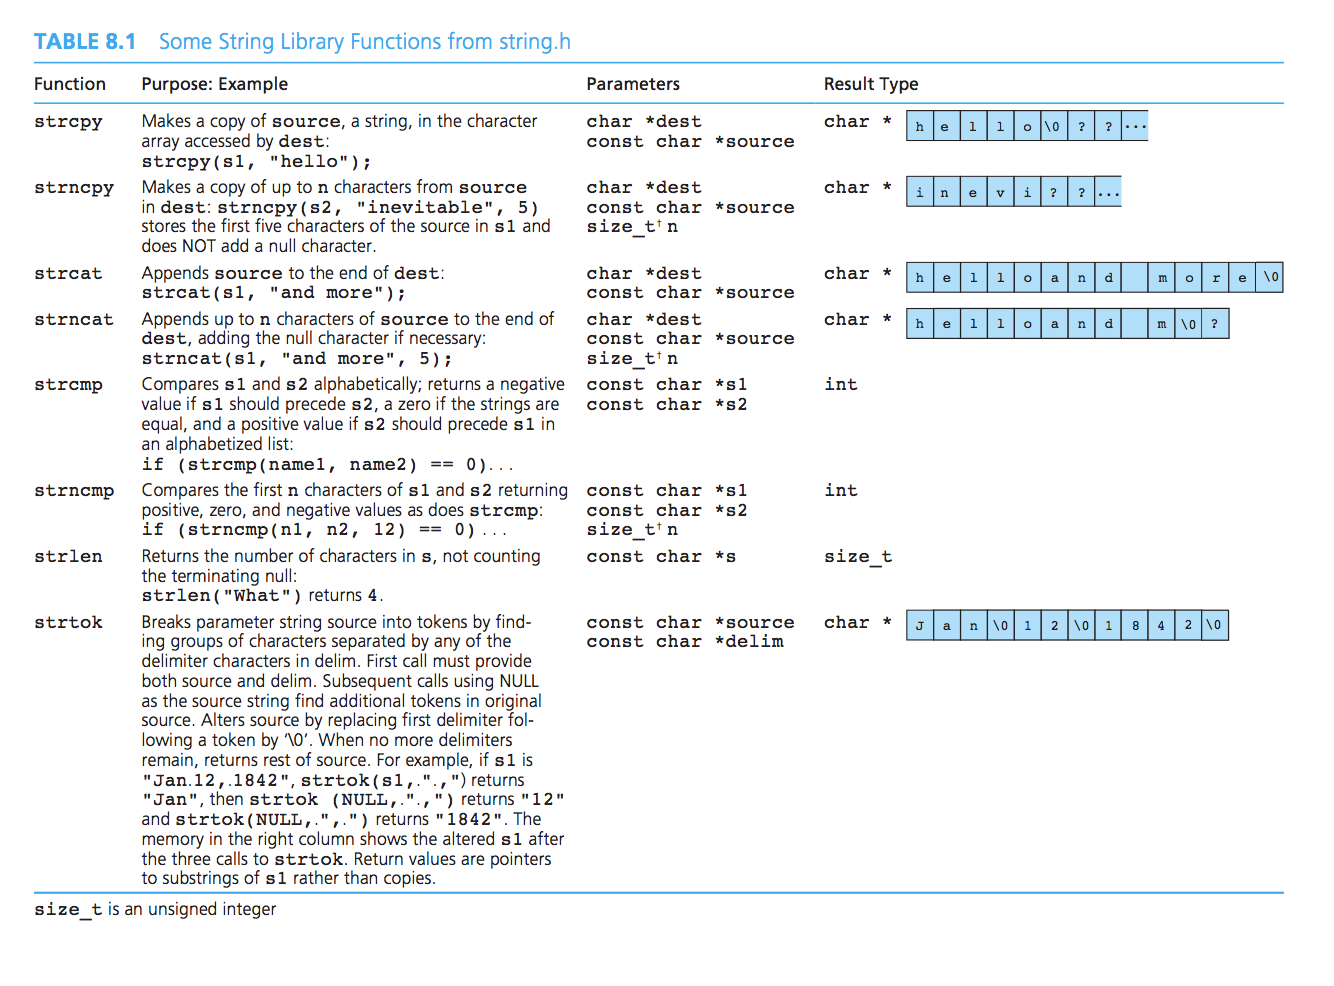 TABLE 8.1 Some String Library Functions from string.h
Function Purpose: Example Parameters Result Type
strcpy Makes a copy of source, a string, in the character char *dest char * h e l l o \0 ? ? ...
array accessed by dest: const char *source
strcpy(s1, "hello");
strncpy Makes a copy of up to n characters from source char *dest char * i n e v i ? ? ...
in dest: strncpy(s2, "inevitable", 5) const char *source
stores the first five characters of the source in s1 and size_t† n
does NOT add a null character.
strcat Appends source to the end of dest: char *dest char * h e l l o a n d m o r e \0
strcat(s1, "and more"); const char *source
strncat Appends up to n characters of source to the end of char *dest char * h e l l o a n d m \0 ?
dest, adding the null character if necessary: const char *source
strncat(s1, "and more", 5); size_t† n
strcmp Compares s1 and s2 alphabetically; returns a negative const char *s1 int
value if s1 should precede s2, a zero if the strings are const char *s2
equal, and a positive value if s2 should precede s1 in
an alphabetized list:
if (strcmp(name1, name2) == 0)...
strncmp Compares the first n characters of s1 and s2 returning const char *s1 int
positive, zero, and negative values as does strcmp: const char *s2
if (strncmp(n1, n2, 12) == 0)... size_t† n
strlen Returns the number of characters in s, not counting const char *s size_t
the terminating null:
strlen("What") returns 4.
strtok Breaks parameter string source into tokens by find- const char *source char * J a n \0 1 2 \0 1 8 4 2 \0
ing groups of characters separated by any of the const char *delim
delimiter characters in delim. First call must provide
both source and delim. Subsequent calls using NULL
as the source string find additional tokens in original
source. Alters source by replacing first delimiter fol-
lowing a token by '\0'. When no more delimiters
remain, returns rest of source. For example, if s1 is
"Jan.12,.1842", strtok(s1,.".,") returns
"Jan", then strtok (NULL,.".,") returns "12"
and strtok(NULL,.",.") returns "1842". The
memory in the right column shows the altered s1 after
the three calls to strtok. Return values are pointers
to substrings of s1 rather than copies.
size_t is an unsigned integer